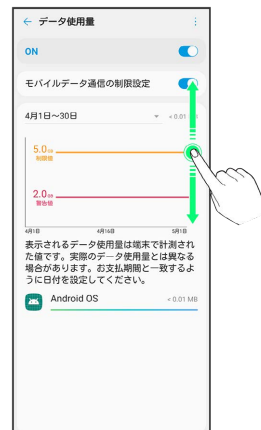 データ使用量
ON
モバイルデータ通信の制限設定
4月1日～30日
< 0.01
5.0 GB
制限値
2.0 GB
警告値
4月1日 4月16日 5月1日
表示されるデータ使用量は端末で計測され
た値です。実際のデータ使用量とは異なる
場合があります。お支払期間と一致するよ
うに日付を設定してください。
Android OS < 0.01 MB